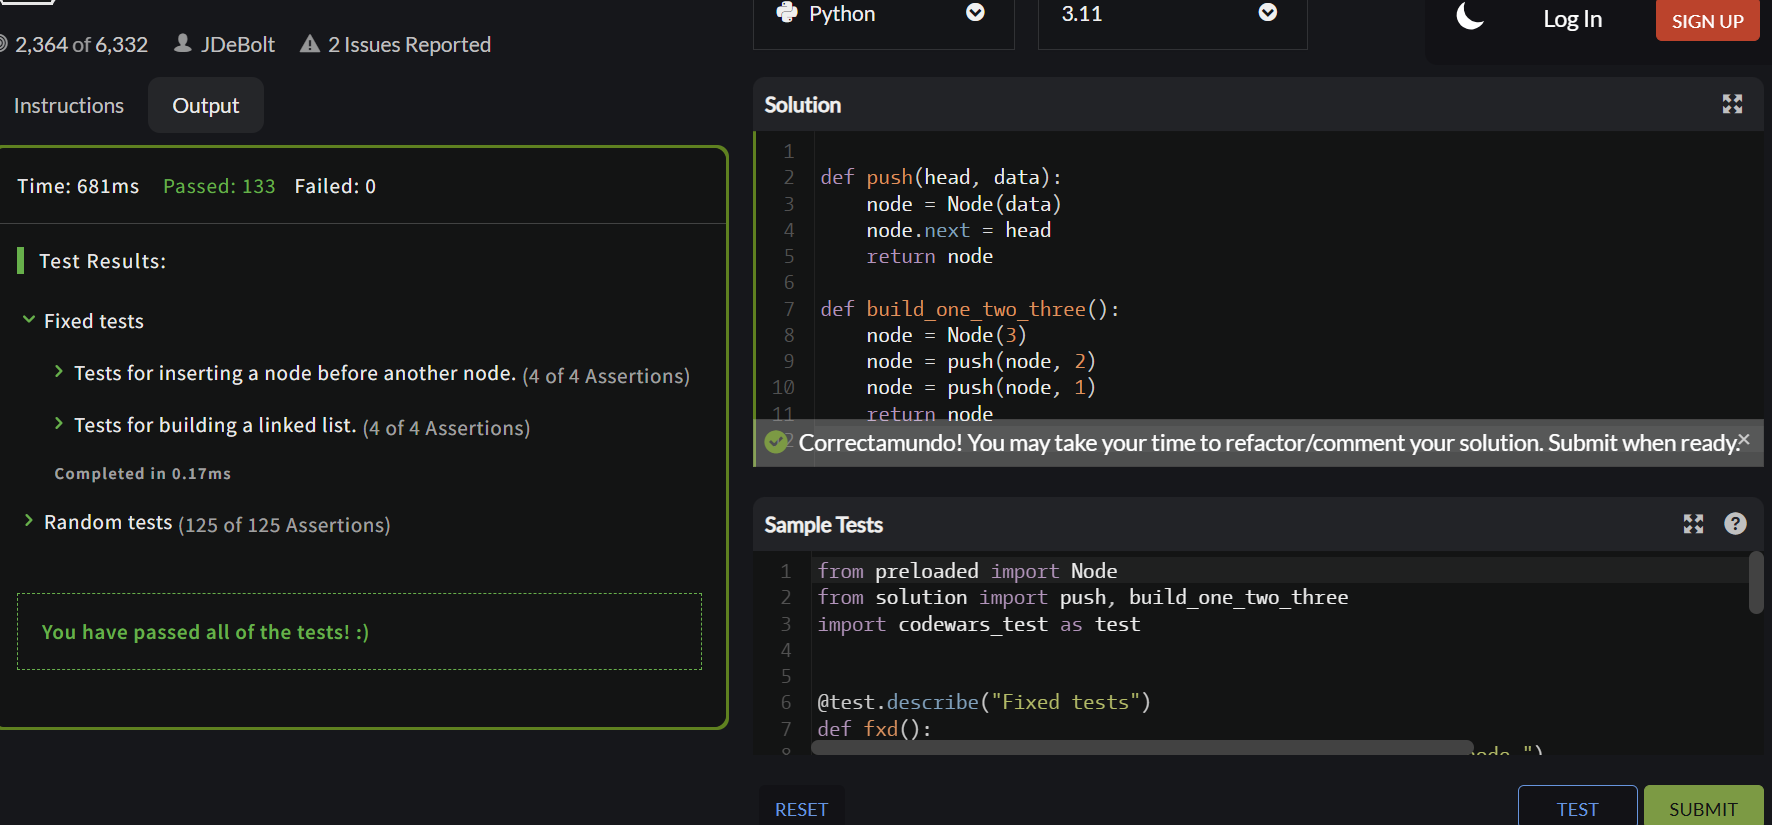 Python
3.11
Log In
SIGN UP
2,364 of 6,332 JDeBolt 2 Issues Reported
Instructions
Output
Time: 681ms Passed: 133 Failed: 0
Test Results:
Fixed tests
Tests for inserting a node before another node. (4 of 4 Assertions)
Tests for building a linked list. (4 of 4 Assertions)
Completed in 0.17ms
Random tests (125 of 125 Assertions)
You have passed all of the tests! :)
Solution
1
2 def push(head, data):
3 node = Node(data)
4 node.next = head
5 return node
6
7 def build_one_two_three():
8 node = Node(3)
9 node = push(node, 2)
10 node = push(node, 1)
11 return node
Correctamundo! You may take your time to refactor/comment your solution. Submit when ready.
Sample Tests
1 from preloaded import Node
2 from solution import push, build_one_two_three
3 import codewars_test as test
4
5
6 @test.describe("Fixed tests")
7 def fxd():
8 node.")
RESET
TEST
SUBMIT